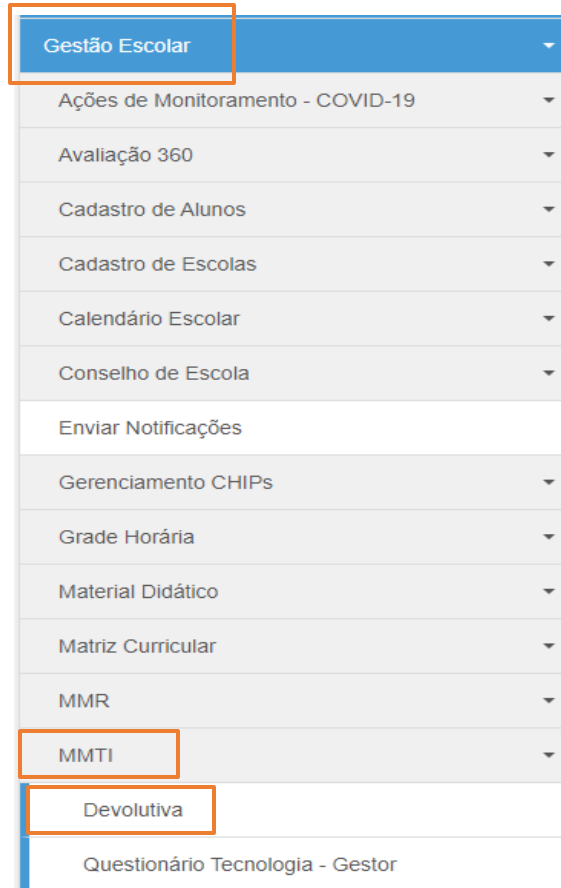 Gestão Escolar
Ações de Monitoramento - COVID-19
Avaliação 360
Cadastro de Alunos
Cadastro de Escolas
Calendário Escolar
Conselho de Escola
Enviar Notificações
Gerenciamento CHIPs
Grade Horária
Material Didático
Matriz Curricular
MMR
MMTI
Devolutiva
Questionário Tecnologia - Gestor